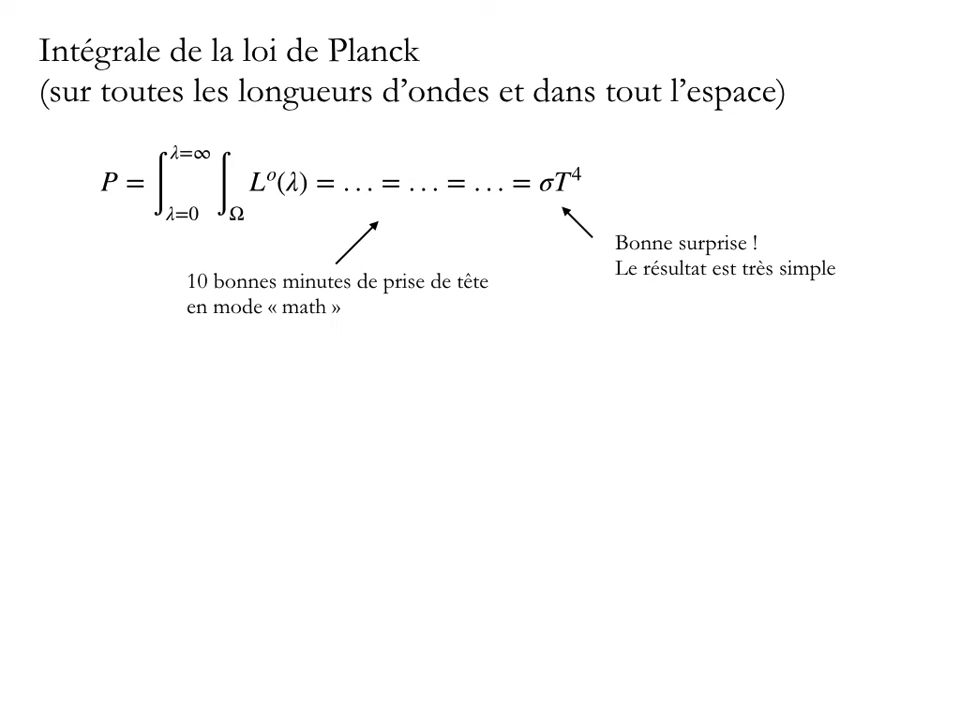 Intégrale de la loi de Planck
(sur toutes les longueurs d’ondes et dans tout l’espace)
P = ∫_{λ=0}^{λ=∞} ∫_Ω L^o(λ) = . . . = . . . = . . . = σT^4
Bonne surprise !
Le résultat est très simple
10 bonnes minutes de prise de tête
en mode « math »